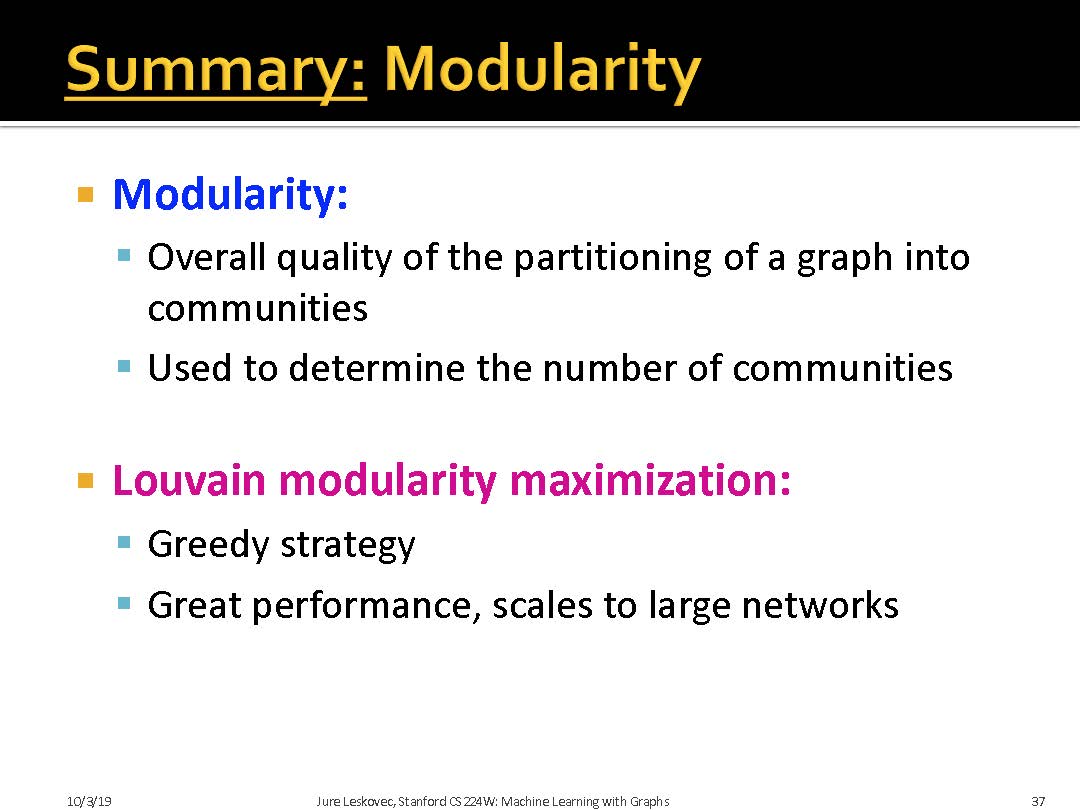 Summary: Modularity
Modularity:
Overall quality of the partitioning of a graph into
communities
Used to determine the number of communities
Louvain modularity maximization:
Greedy strategy
Great performance, scales to large networks
10/3/19
Jure Leskovec, Stanford CS224W: Machine Learning with Graphs
37